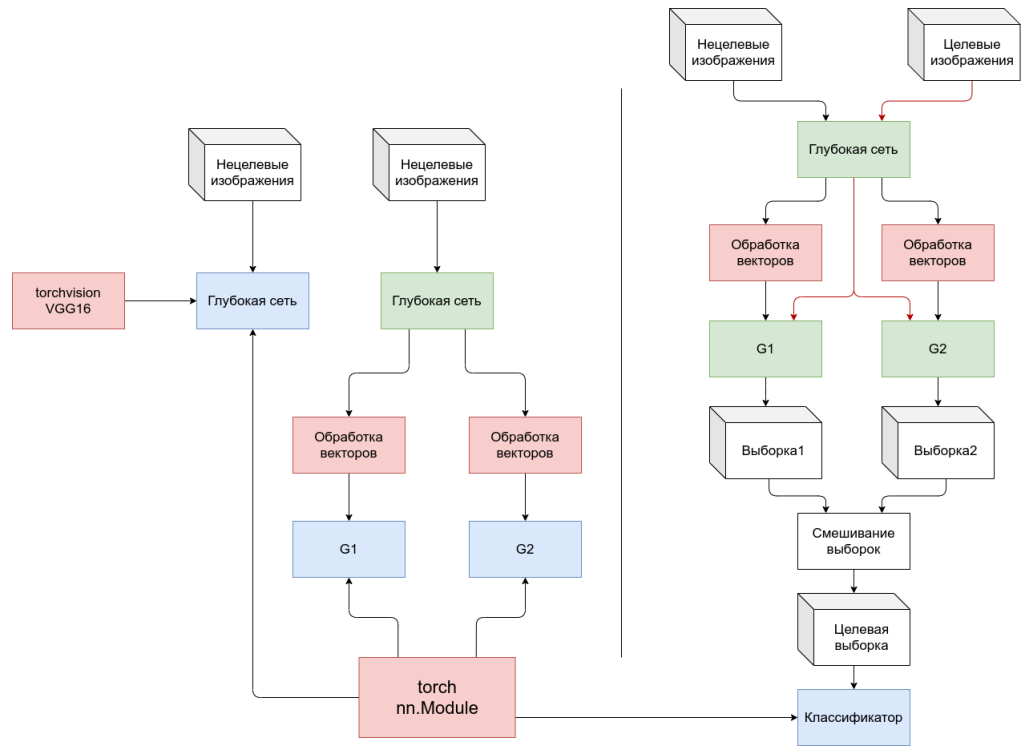 Нецелевые
изображения
Целевые
изображения
Глубокая сеть
Нецелевые
изображения
Нецелевые
изображения
Обработка
векторов
Обработка
векторов
torchvision
VGG16
Глубокая сеть
Глубокая сеть
G1
G2
Обработка
векторов
Обработка
векторов
Выборка1
Выборка2
G1
G2
Смешивание
выборок
Целевая
выборка
torch
nn.Module
Классификатор